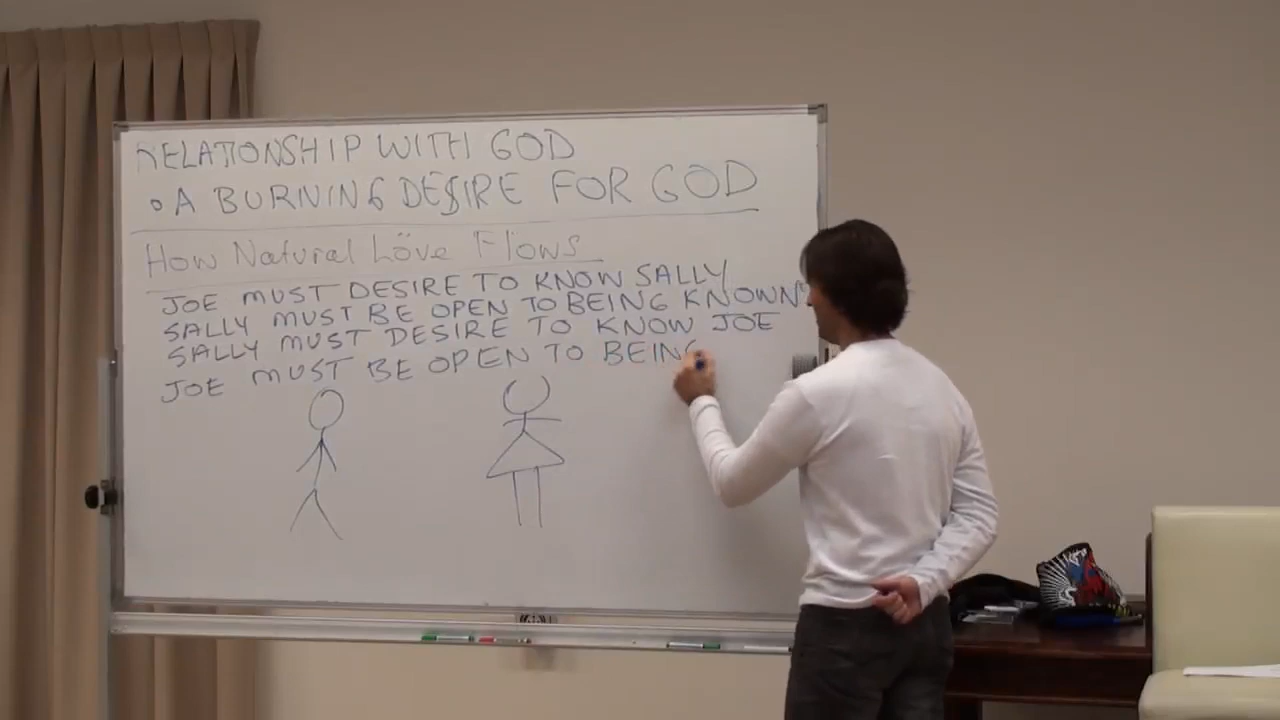 RELATIONSHIP WITH GOD
• A BURNING DESIRE FOR GOD
How Natural Love Flows
JOE MUST DESIRE TO KNOW SALLY
SALLY MUST BE OPEN TO BEING KNOWN
SALLY MUST DESIRE TO KNOW JOE
JOE MUST BE OPEN TO BEING